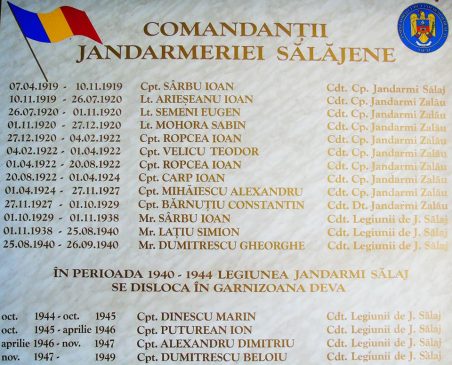 COMANDANȚII
JANDARMERIEI SĂLĂJENE
07.04.1919 - 10.11.1919 Cpt. SÂRBU IOAN Cdt. Cp. Jandarmi Sălaj
10.11.1919 - 26.07.1920 Lt. ARIEȘEANU IOAN Cdt. Cp. Jandarmi Zalău
26.07.1920 - 01.11.1920 Lt. SEMENI EUGEN Cdt. Cp. Jandarmi Zalău
01.11.1920 - 27.12.1920 Lt. MOHORA SABIN Cdt. Cp. Jandarmi Zalău
27.12.1920 - 04.02.1922 Cpt. ROPCEA IOAN Cdt. Cp. Jandarmi Zalău
04.02.1922 - 01.04.1922 Cpt. VELICU TEODOR Cdt. Cp. Jandarmi Zalău
01.04.1922 - 20.08.1922 Cpt. ROPCEA IOAN Cdt. Cp. Jandarmi Zalău
20.08.1922 - 01.04.1924 Cpt. CARP IOAN Cdt. Cp. Jandarmi Zalău
01.04.1924 - 27.11.1927 Cpt. MIHĂIESCU ALEXANDRU Cdt. Cp. Jandarmi Zalău
27.11.1927 - 01.10.1929 Cpt. BĂRNUȚIU CONSTANTIN Cdt. Dt. Jandarmi Zalău
01.10.1929 - 01.11.1938 Mr. SÂRBU IOAN Cdt. Legiunii de J. Sălaj
01.11.1938 - 25.08.1940 Mr. LAȚIU SIMION Cdt. Legiunii de J. Sălaj
25.08.1940 - 26.09.1940 Mr. DUMITRESCU GHEORGHE Cdt. Legiunii de J. Sălaj
ÎN PERIOADA 1940 - 1944 LEGIUNEA JANDARMI SĂLAJ
SE DISLOCA ÎN GARNIZOANA DEVA
oct. 1944 - oct. 1945 Cpt. DINESCU MARIN Cdt. Legiunii de J. Sălaj
oct. 1945 - aprilie 1946 Cpt. PUTUREAN ION Cdt. Legiunii de J. Sălaj
aprilie 1946 - nov. 1947 Cpt. ALEXANDRU DIMITRIU Cdt. Legiunii de J. Sălaj
nov. 1947 - 1949 Cpt. DUMITRESCU BELOIU Cdt. Legiunii de J. Sălaj